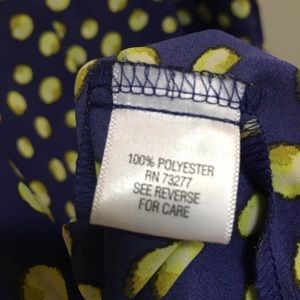 100% POLYESTER
RN 73277
SEE REVERSE
FOR CARE